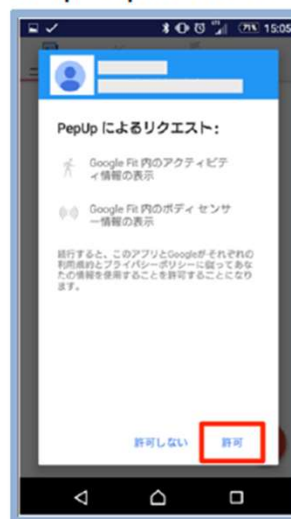 71%
15:05
PepUp によるリクエスト:
Google Fit 内のアクティビテ
ィ情報の表示
Google Fit 内のボディ センサ
ー情報の表示
続行すると、このアプリとGoogleがそれぞれの
利用規約とプライバシーポリシーに従ってあな
たの情報を使用することを許可することになり
ます。
許可しない
許可